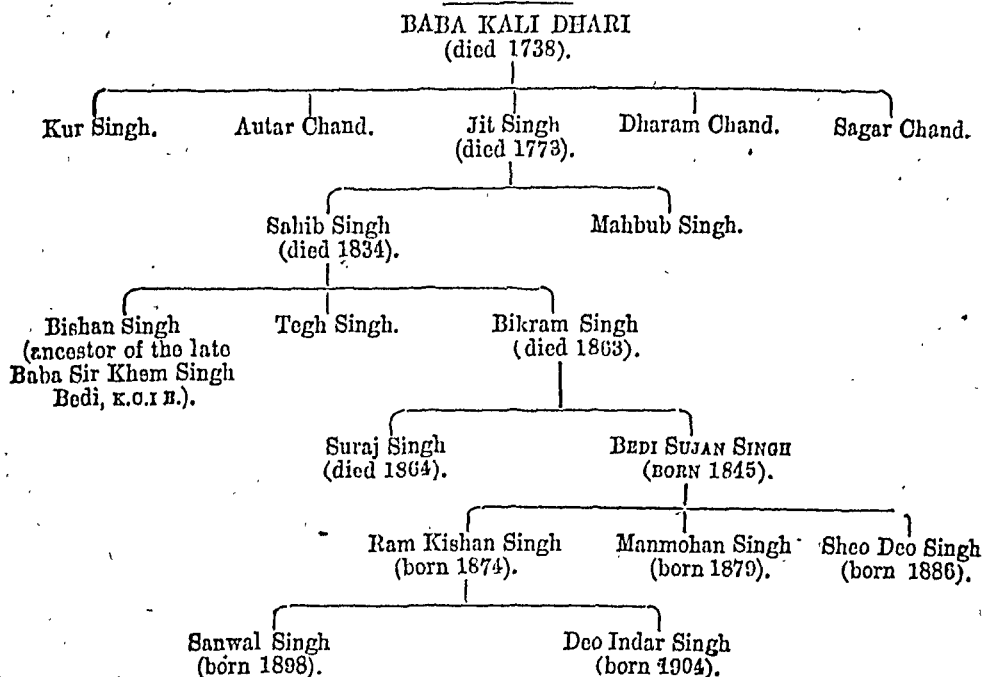 BABA KALI DHARI
(died 1738).
Kur Singh. Autar Chand. Jit Singh Dharam Chand. Sagar Chand.
(died 1773).
Sahib Singh Mahbub Singh.
(died 1834).
Bishan Singh Tegh Singh. Bikram Singh
(ancestor of the late (died 1863).
Baba Sir Khem Singh
Bedi, K.C.I E.).
Suraj Singh BEDI SUJAN SINGH
(died 1864). (BORN 1845).
Ram Kishan Singh Manmohan Singh Sheo Deo Singh
(born 1874). (born 1879). (born 1886).
Sanwal Singh Deo Indar Singh
(born 1898). (born 1904).